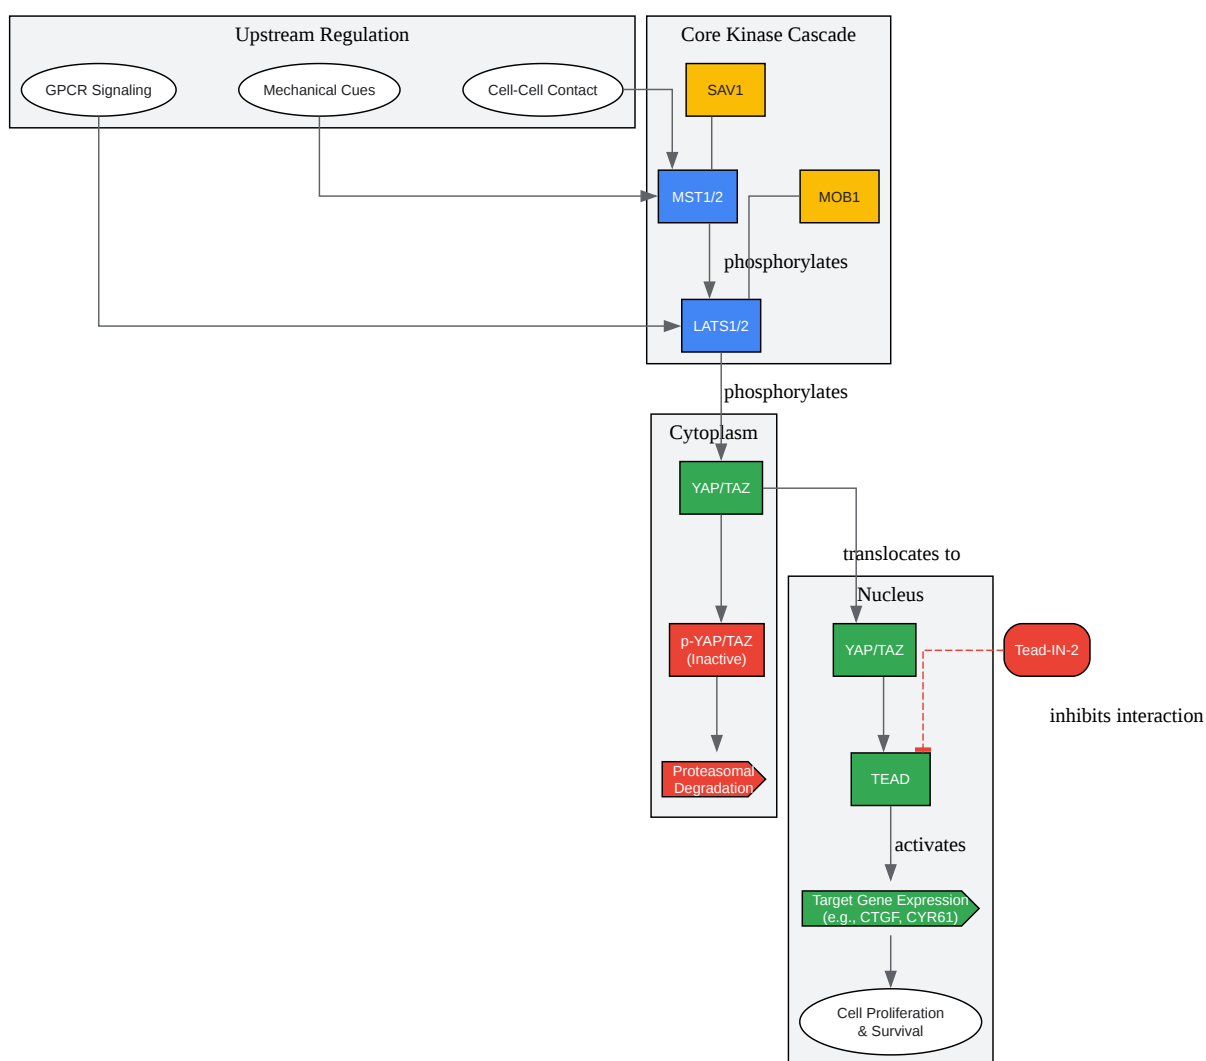 Upstream Regulation
Core Kinase Cascade
GPCR Signaling
Mechanical Cues
Cell-Cell Contact
SAV1
MST1/2
MOB1
phosphorylates
LATS1/2
phosphorylates
Cytoplasm
YAP/TAZ
translocates to
Nucleus
p-YAP/TAZ
(Inactive)
YAP/TAZ
Tead-IN-2
inhibits interaction
Proteasomal
Degradation
TEAD
activates
Target Gene Expression
(e.g., CTGF, CYR61)
Cell Proliferation
& Survival